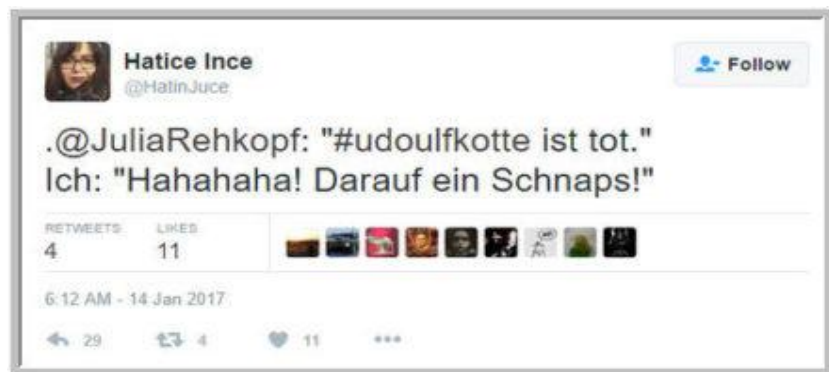 Hatice Ince
@HatinJuce
Follow
.@JuliaRehkopf: "#udoulfkotte ist tot."
Ich: "Hahahaha! Darauf ein Schnaps!"
RETWEETS LIKES
4 11
6:12 AM - 14 Jan 2017
29 4 11